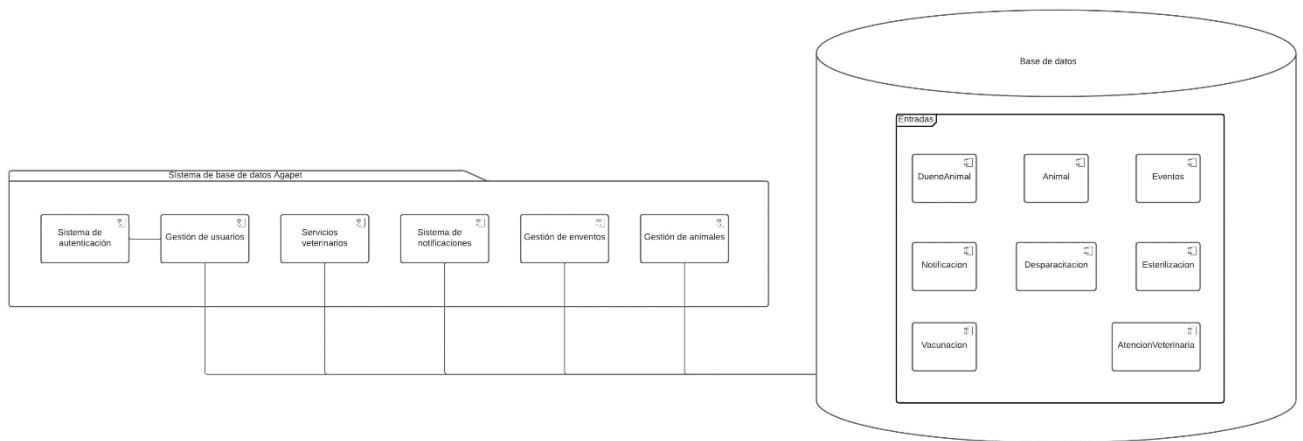 Base de datos
Entradas
DuenoAnimal
Animal
Eventos
Sistema de base de datos Agapet
Sistema de
autenticación
Gestión de usuarios
Servicios
veterinarios
Sistema de
notificaciones
Gestión de enventos
Gestión de animales
Notificacion
Desparacitacion
Esterilizacion
Vacunacion
AtencionVeterinaria